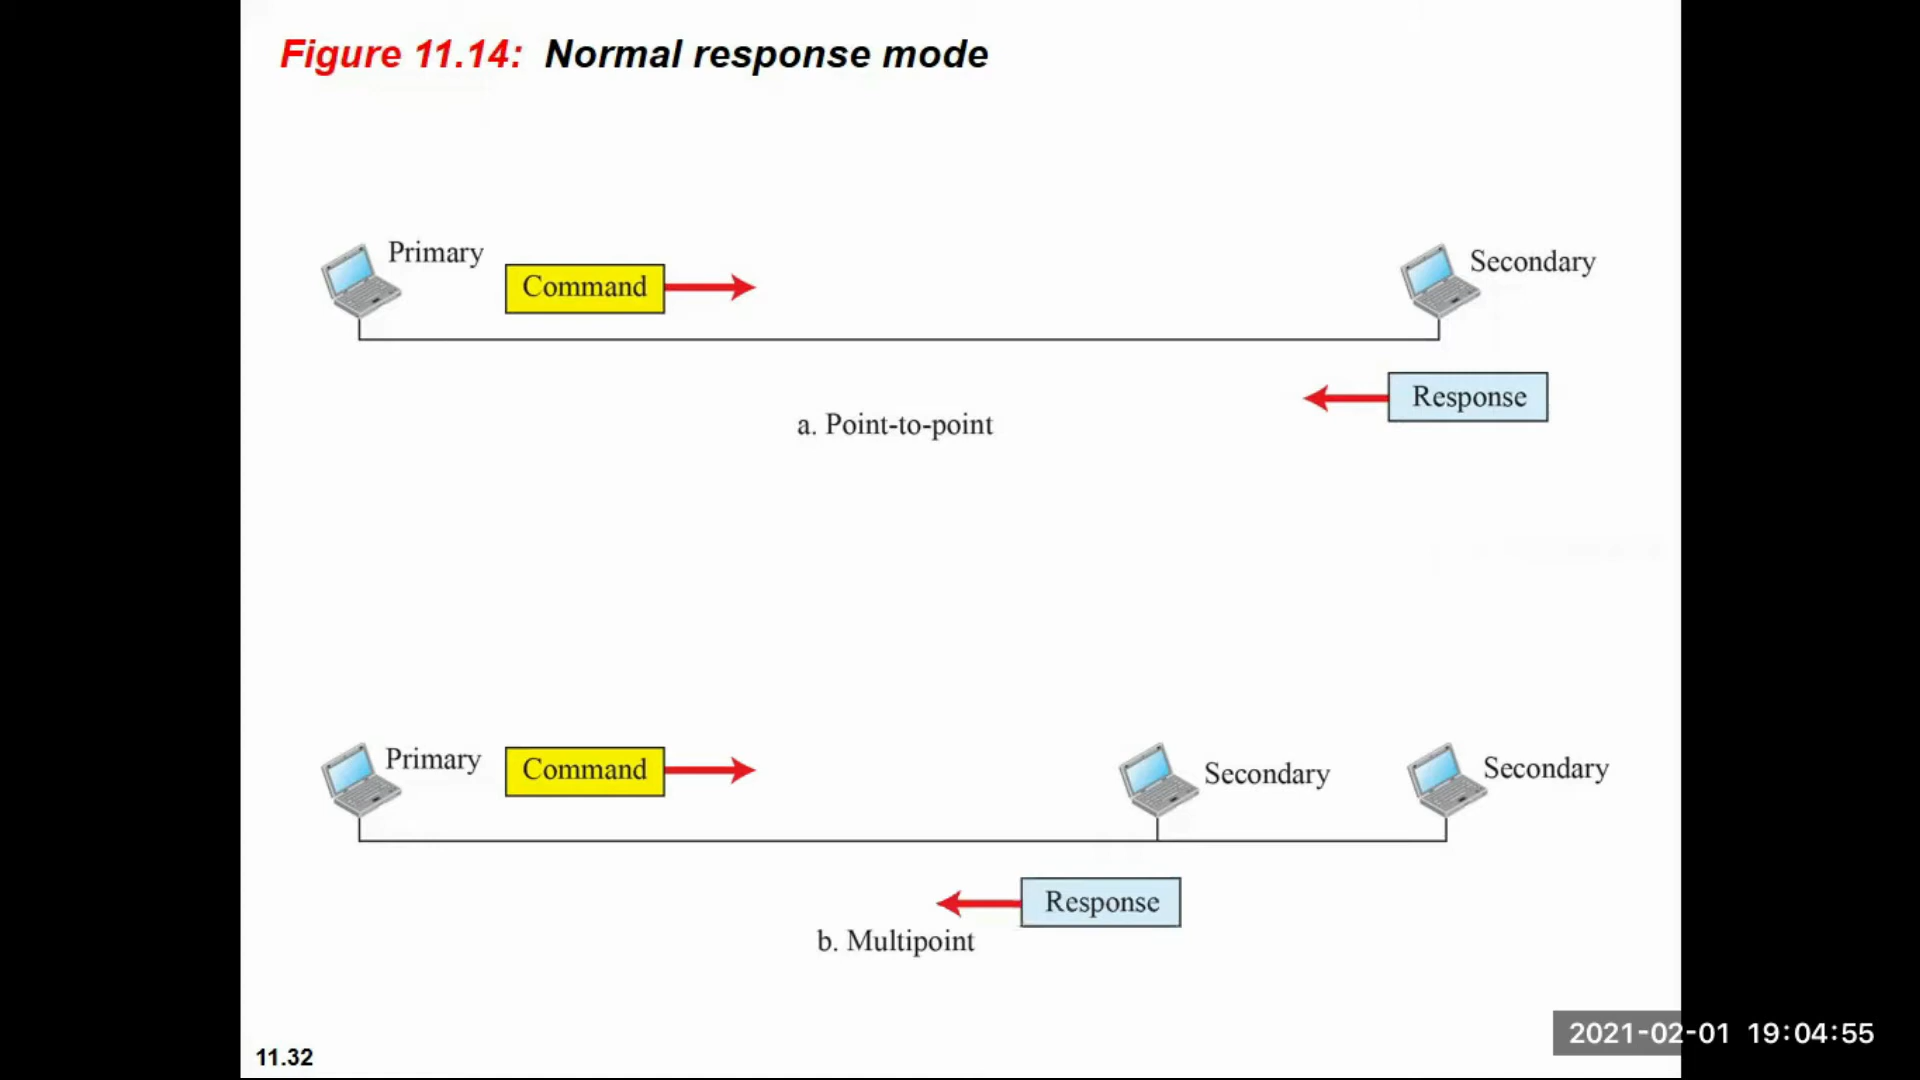 Figure 11.14: Normal response mode
Primary
Command
Secondary
Response
a. Point-to-point
Primary
Command
Secondary
Secondary
Response
b. Multipoint
11.32
2021-02-01 19:04:55